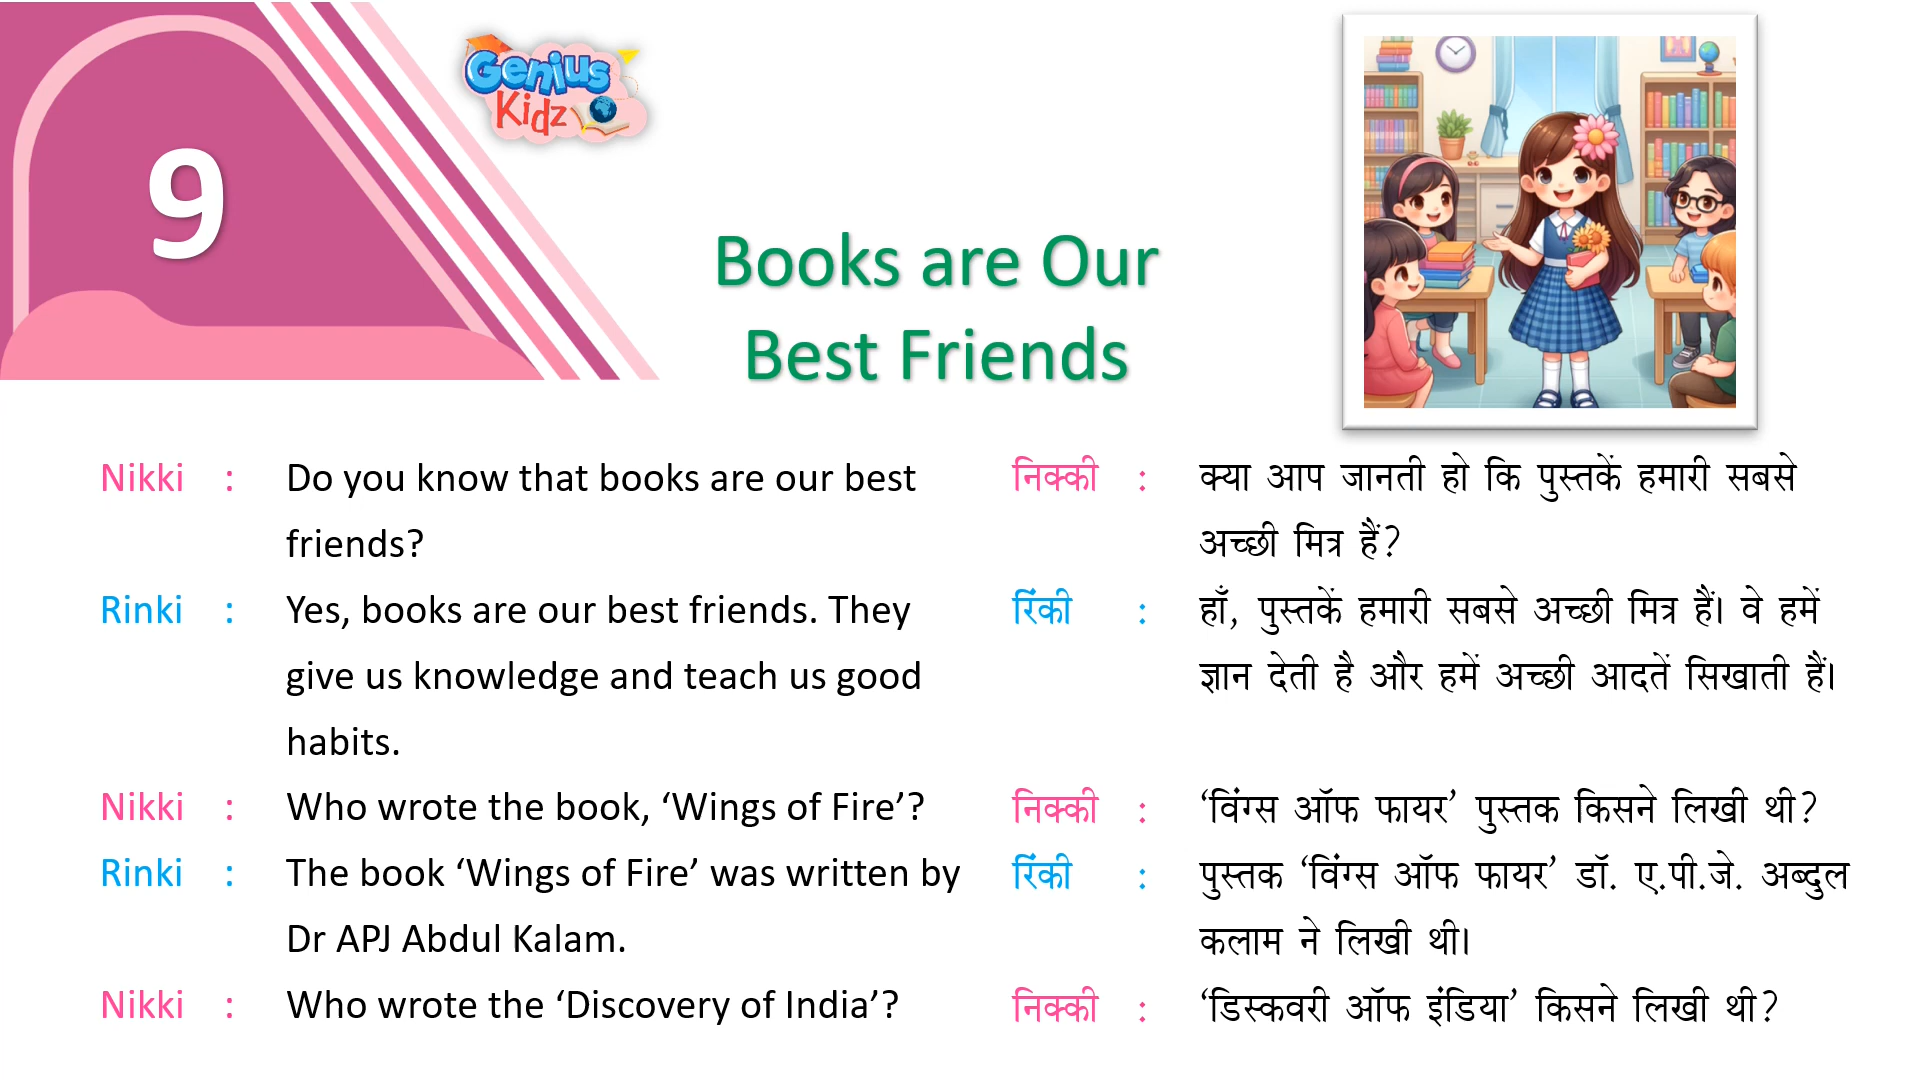 9
Genius
Kidz
Books are Our
Best Friends
Nikki : Do you know that books are our best
friends?
Rinki : Yes, books are our best friends. They
give us knowledge and teach us good
habits.
Nikki : Who wrote the book, ‘Wings of Fire’?
Rinki : The book ‘Wings of Fire’ was written by
Dr APJ Abdul Kalam.
Nikki : Who wrote the ‘Discovery of India’?
निक्की : क्या आप जानती हो कि पुस्तकें हमारी सबसे
अच्छी मित्र हैं?
रिंकी : हाँ, पुस्तकें हमारी सबसे अच्छी मित्र हैं। वे हमें
ज्ञान देती है और हमें अच्छी आदतें सिखाती हैं।
निक्की : ‘विंग्स ऑफ फायर’ पुस्तक किसने लिखी थी?
रिंकी : पुस्तक ‘विंग्स ऑफ फायर’ डॉ. ए.पी.जे. अब्दुल
कलाम ने लिखी थी।
निक्की : ‘डिस्कवरी ऑफ इंडिया’ किसने लिखी थी?